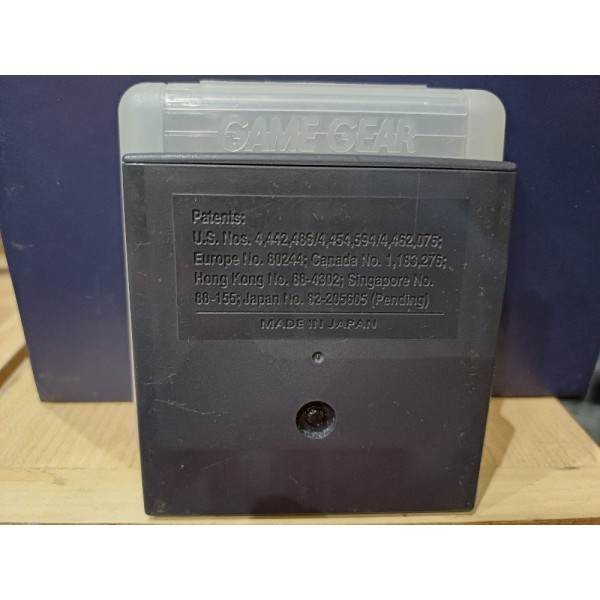 GAME GEAR
Patents:
U.S. Nos. 4,442,486/4,454,594/4,462,076;
Europe No. 80244; Canada No. 1,183,276;
Hong Kong No. 88-4302; Singapore No.
88-155; Japan No. 82-205605 (Pending)
MADE IN JAPAN